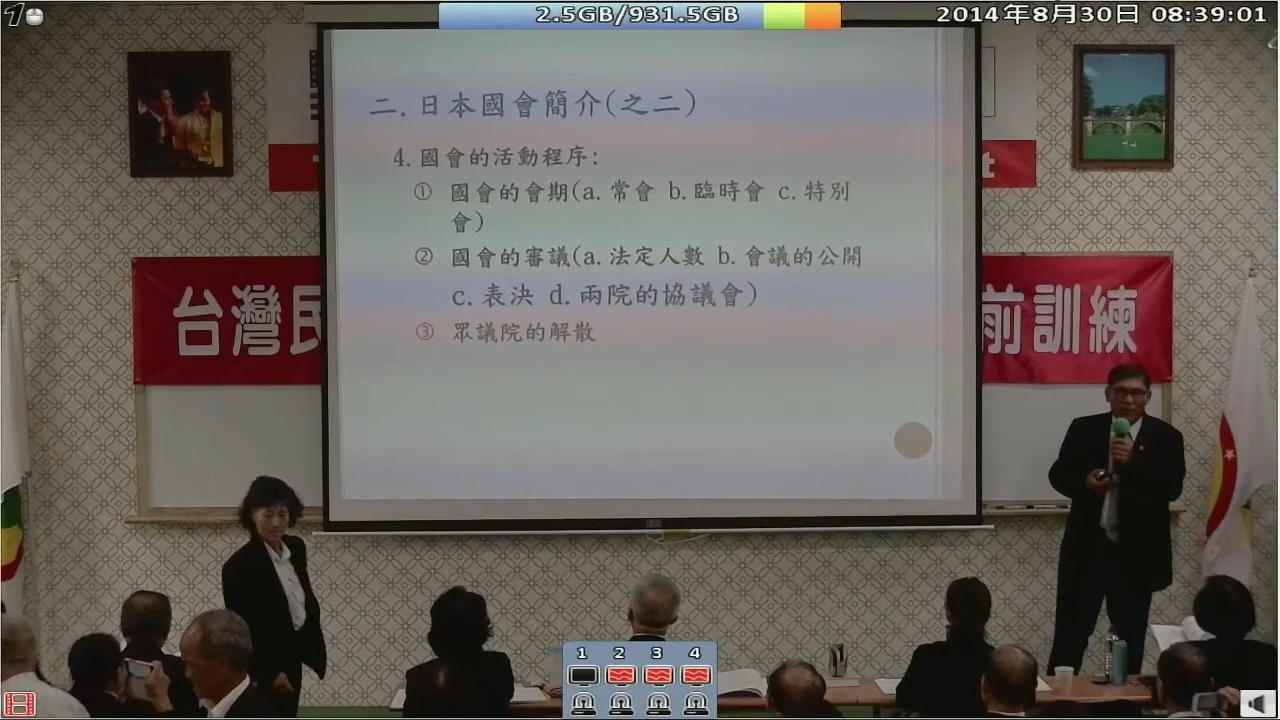 1
2.5GB/931.5GB
2014年8月30日 08:39:01
二.日本國會簡介(之二)
4.國會的活動程序:
① 國會的會期(a.常會 b.臨時會 c.特別
會)
② 國會的審議(a.法定人數 b.會議的公開
c.表決 d.兩院的協議會)
③ 眾議院的解散
t
台灣民
前訓練
1 2 3 4